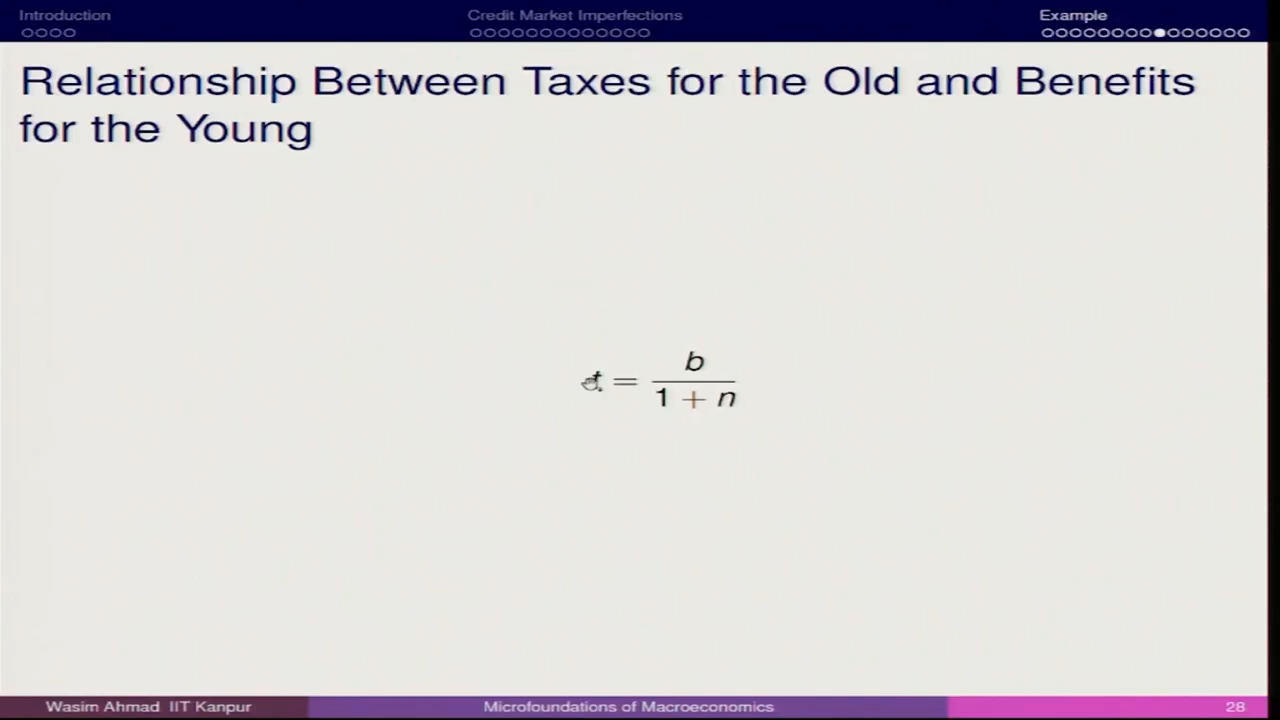 Introduction
Credit Market Imperfections
Example
Relationship Between Taxes for the Old and Benefits
for the Young
t = b / (1 + n)
Wasim Ahmad IIT Kanpur
Microfoundations of Macroeconomics
28